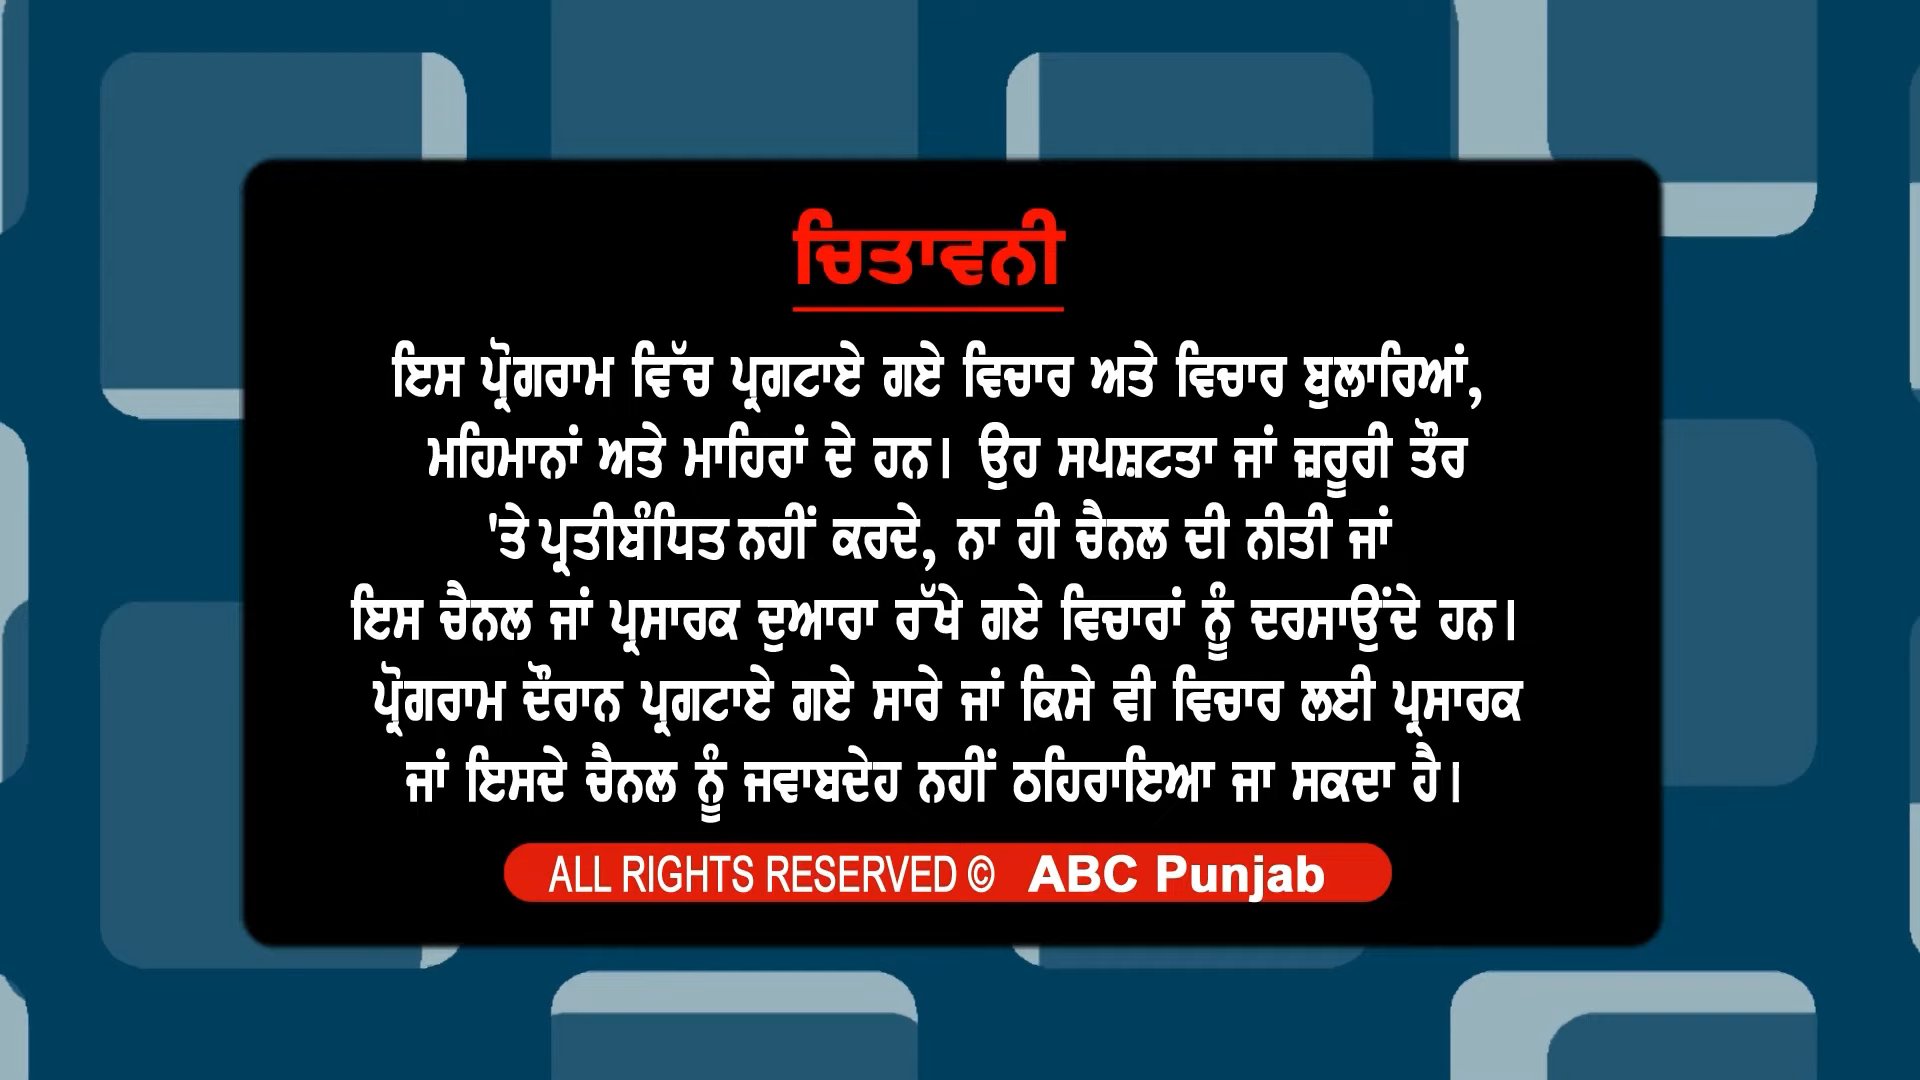 ਚਿਤਾਵਨੀ
ਇਸ ਪ੍ਰੋਗਰਾਮ ਵਿੱਚ ਪ੍ਰਗਟਾਏ ਗਏ ਵਿਚਾਰ ਅਤੇ ਵਿਚਾਰ ਬੁਲਾਰਿਆਂ,
ਮਹਿਮਾਨਾਂ ਅਤੇ ਮਾਹਿਰਾਂ ਦੇ ਹਨ। ਉਹ ਸਪਸ਼ਟਤਾ ਜਾਂ ਜ਼ਰੂਰੀ ਤੌਰ
'ਤੇ ਪ੍ਰਤੀਬੰਧਿਤ ਨਹੀਂ ਕਰਦੇ, ਨਾ ਹੀ ਚੈਨਲ ਦੀ ਨੀਤੀ ਜਾਂ
ਇਸ ਚੈਨਲ ਜਾਂ ਪ੍ਰਸਾਰਕ ਦੁਆਰਾ ਰੱਖੇ ਗਏ ਵਿਚਾਰਾਂ ਨੂੰ ਦਰਸਾਉਂਦੇ ਹਨ।
ਪ੍ਰੋਗਰਾਮ ਦੌਰਾਨ ਪ੍ਰਗਟਾਏ ਗਏ ਸਾਰੇ ਜਾਂ ਕਿਸੇ ਵੀ ਵਿਚਾਰ ਲਈ ਪ੍ਰਸਾਰਕ
ਜਾਂ ਇਸਦੇ ਚੈਨਲ ਨੂੰ ਜਵਾਬਦੇਹ ਨਹੀਂ ਠਹਿਰਾਇਆ ਜਾ ਸਕਦਾ ਹੈ।
ALL RIGHTS RESERVED © ABC Punjab